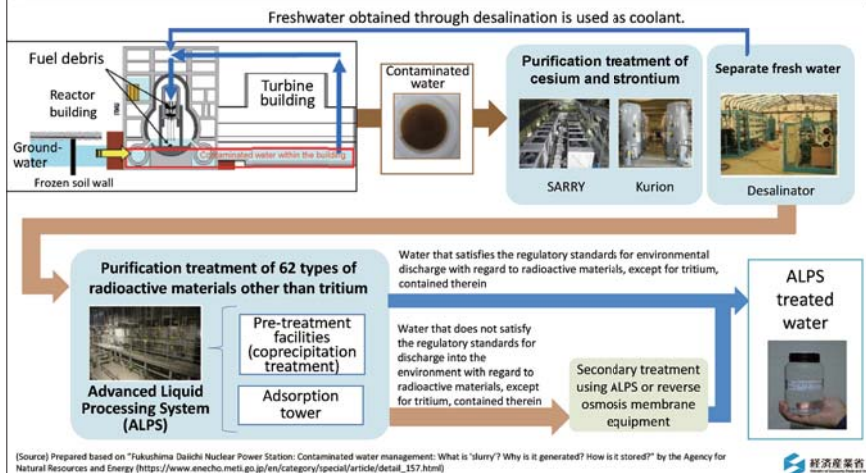 Freshwater obtained through desalination is used as coolant.
Fuel debris
Reactor
building
Turbine
building
Ground-
water
Frozen soil wall
Contaminated water within the building
Contaminated
water
Purification treatment of
cesium and strontium
SARRY
Kurion
Separate fresh water
Desalinator
Purification treatment of 62 types of
radioactive materials other than tritium
Advanced Liquid
Processing System
(ALPS)
Pre-treatment
facilities
(coprecipitation
treatment)
Adsorption
tower
Water that satisfies the regulatory standards for environmental
discharge with regard to radioactive materials, except for tritium,
contained therein
Water that does not satisfy
the regulatory standards for
discharge into the
environment with regard to
radioactive materials, except
for tritium, contained therein
Secondary treatment
using ALPS or reverse
osmosis membrane
equipment
ALPS
treated
water
(Source) Prepared based on "Fukushima Daiichi Nuclear Power Station: Contaminated water management: What is 'slurry'? Why is it generated? How is it stored?" by the Agency for
Natural Resources and Energy (https://www.enecho.meti.go.jp/en/category/special/article/detail_157.html)
経済産業省